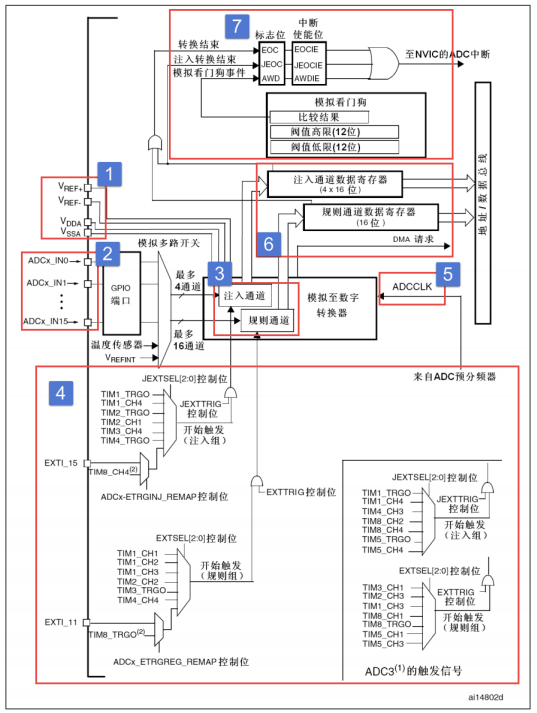 7
标志位
中断
使能位
转换结束
EOC
EOCIE
注入转换结束
JEOC
JEOCIE
模拟看门狗事件
AWD
AWDIE
至NVIC的ADC中断
模拟看门狗
比较结果
阀值高限(12位)
阀值低限(12位)
地址/数据总线
1
VREF+
VREF-
VDDA
VSSA
注入通道数据寄存器
(4 x 16位)
规则通道数据寄存器
(16位)
6
DMA 请求
模拟多路开关
2
ADCx_IN0
ADCx_IN1
ADCx_IN15
GPIO
端口
最多
4通道
3
注入通道
规则通道
最多
16通道
模拟至数字
转换器
5
ADCCLK
温度传感器
VREFINT
来自ADC预分频器
4
JEXTSEL[2:0]控制位
TIM1_TRGO
TIM1_CH4
TIM2_TRGO
TIM2_CH1
TIM3_CH4
TIM4_TRGO
JEXTTRIG
控制位
开始触发
(注入组)
EXTI_15
TIM8_CH4(2)
ADCx-ETRGINJ_REMAP控制位
EXTTRIG控制位
EXTSEL[2:0]控制位
TIM1_CH1
TIM1_CH2
TIM1_CH3
TIM2_CH2
TIM3_TRGO
TIM4_CH4
开始触发
(规则组)
EXTI_11
TIM8_TRGO(2)
ADCx_ETRGREG_REMAP控制位
JEXTSEL[2:0]控制位
TIM1_TRGO
TIM1_CH4
TIM4_CH3
TIM8_CH2
TIM8_CH4
TIM5_TRGO
TIM5_CH4
JEXTTRIG
控制位
开始触发
(注入组)
EXTSEL[2:0]控制位
TIM3_CH1
TIM2_CH3
TIM1_CH3
TIM8_CH1
TIM8_TRGO
TIM5_CH1
TIM5_CH3
EXTTRIG
控制位
开始触发
(规则组)
ADC3(1)的触发信号
ai14802d